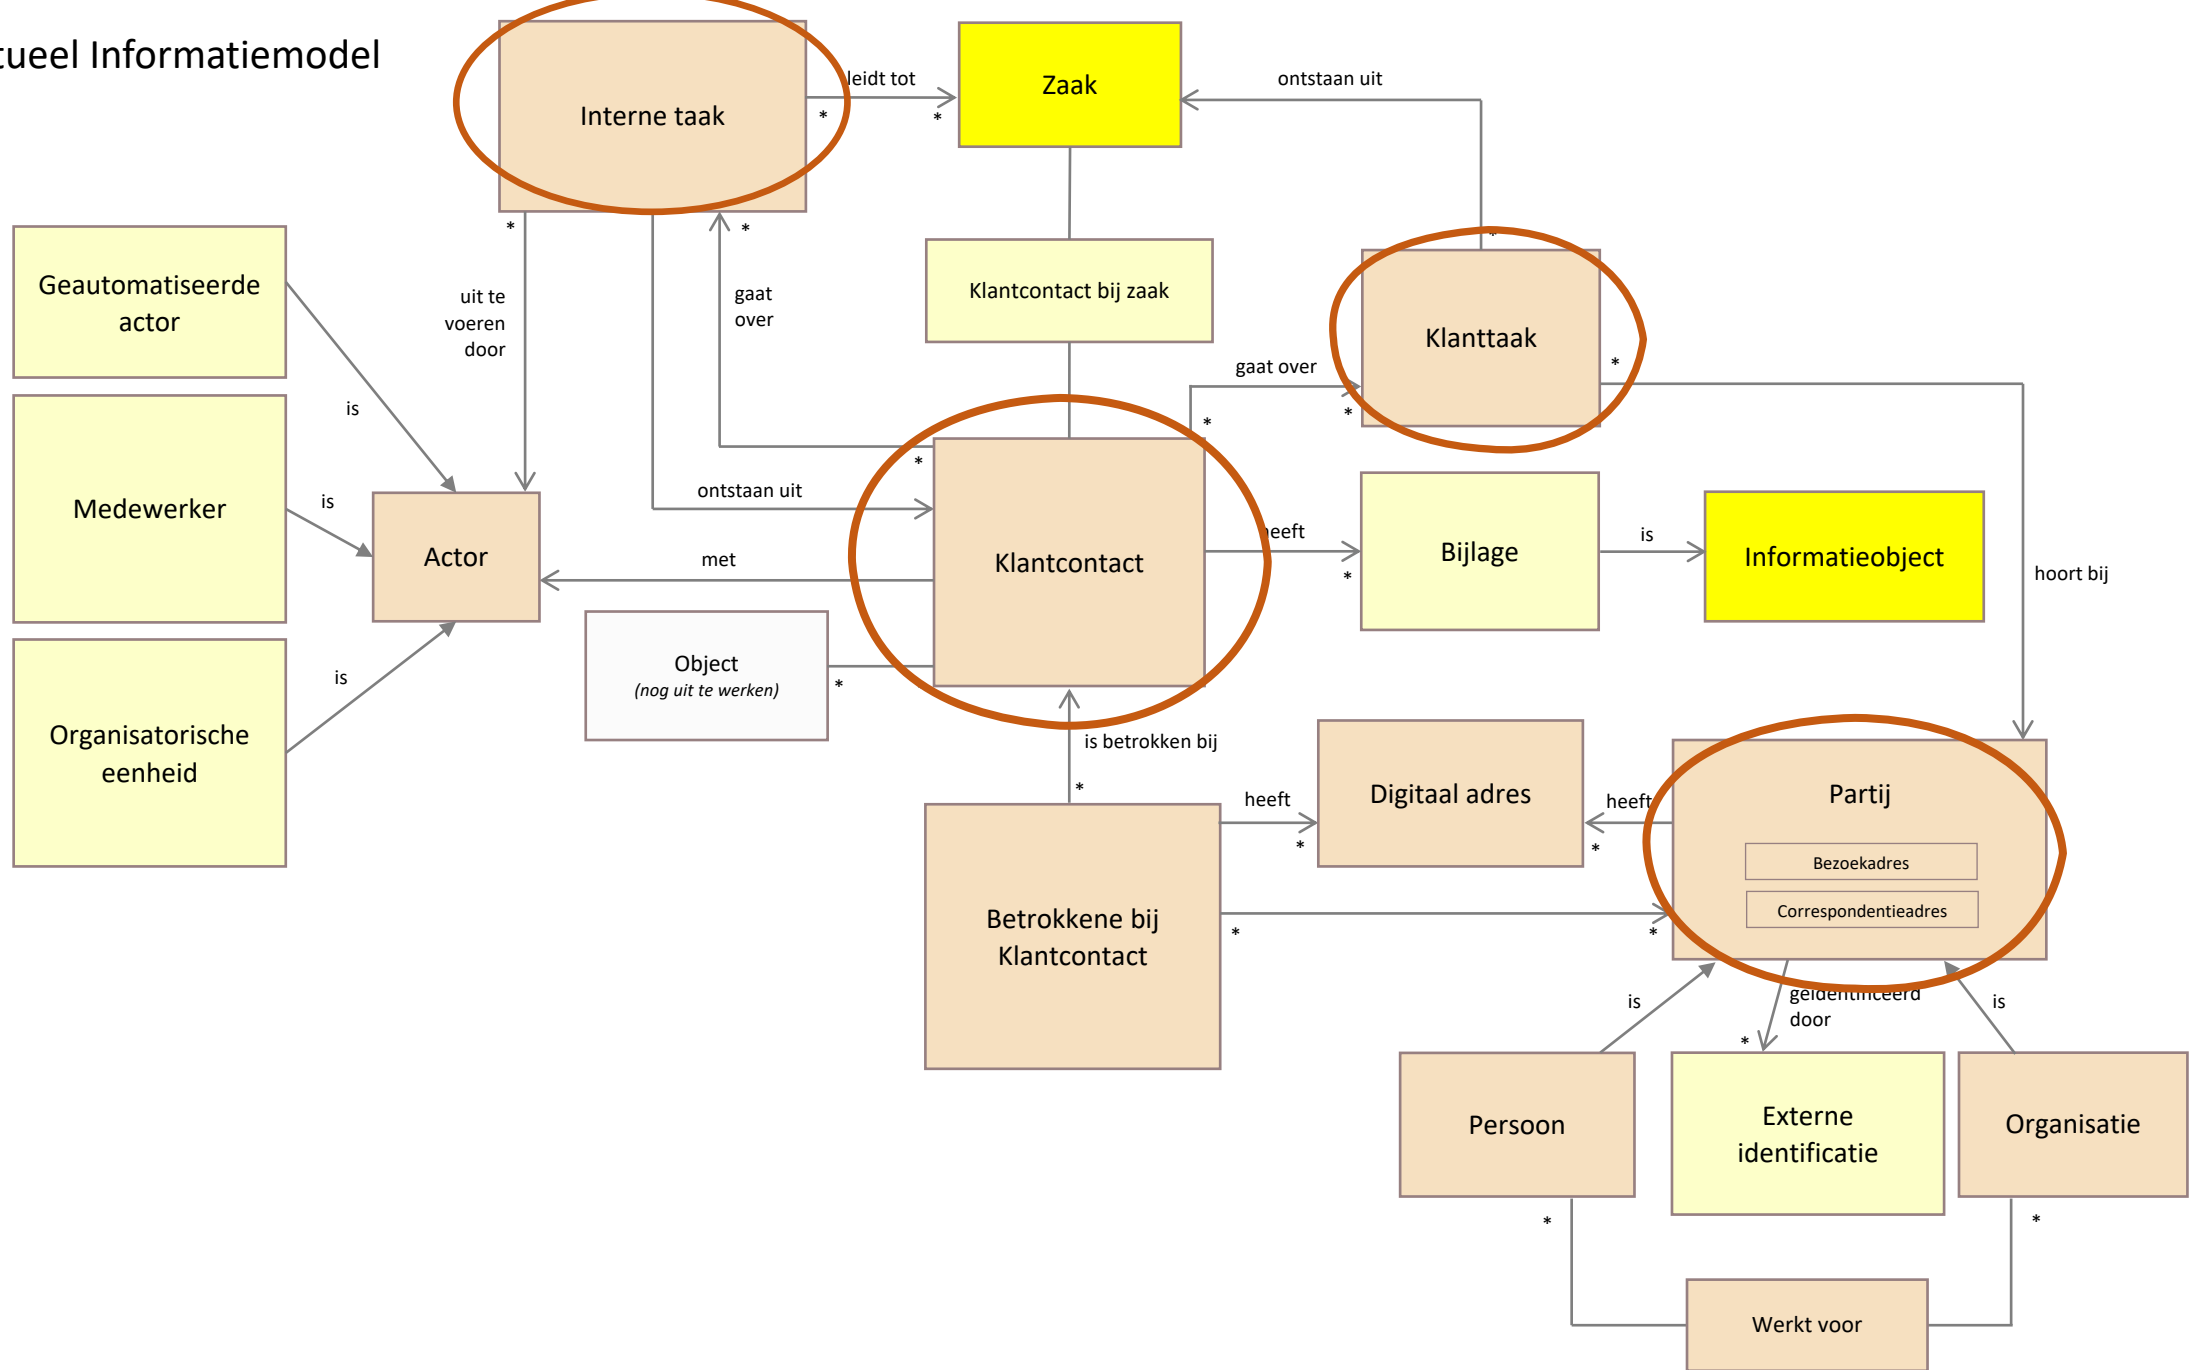 tueel Informatiemodel
Interne taak
leidt tot
*
*
Zaak
ontstaan uit
*
*
*
Geautomatiseerde
actor
uit te
voeren
door
gaat
over
Klantcontact bij zaak
Klanttaak
*
gaat over
*
*
is
Medewerker
is
*
ontstaan uit
Actor
met
Klantcontact
heeft
*
Bijlage
is
Informatieobject
hoort bij
Object
(nog uit te werken)
*
is
Organisatorische
eenheid
is betrokken bij
*
heeft
*
Digitaal adres
heeft
*
Partij
Bezoekadres
Correspondentieadres
Betrokkene bij
Klantcontact
*
*
is
geïdentificeerd
door
*
is
Persoon
Externe
identificatie
Organisatie
*
*
Werkt voor